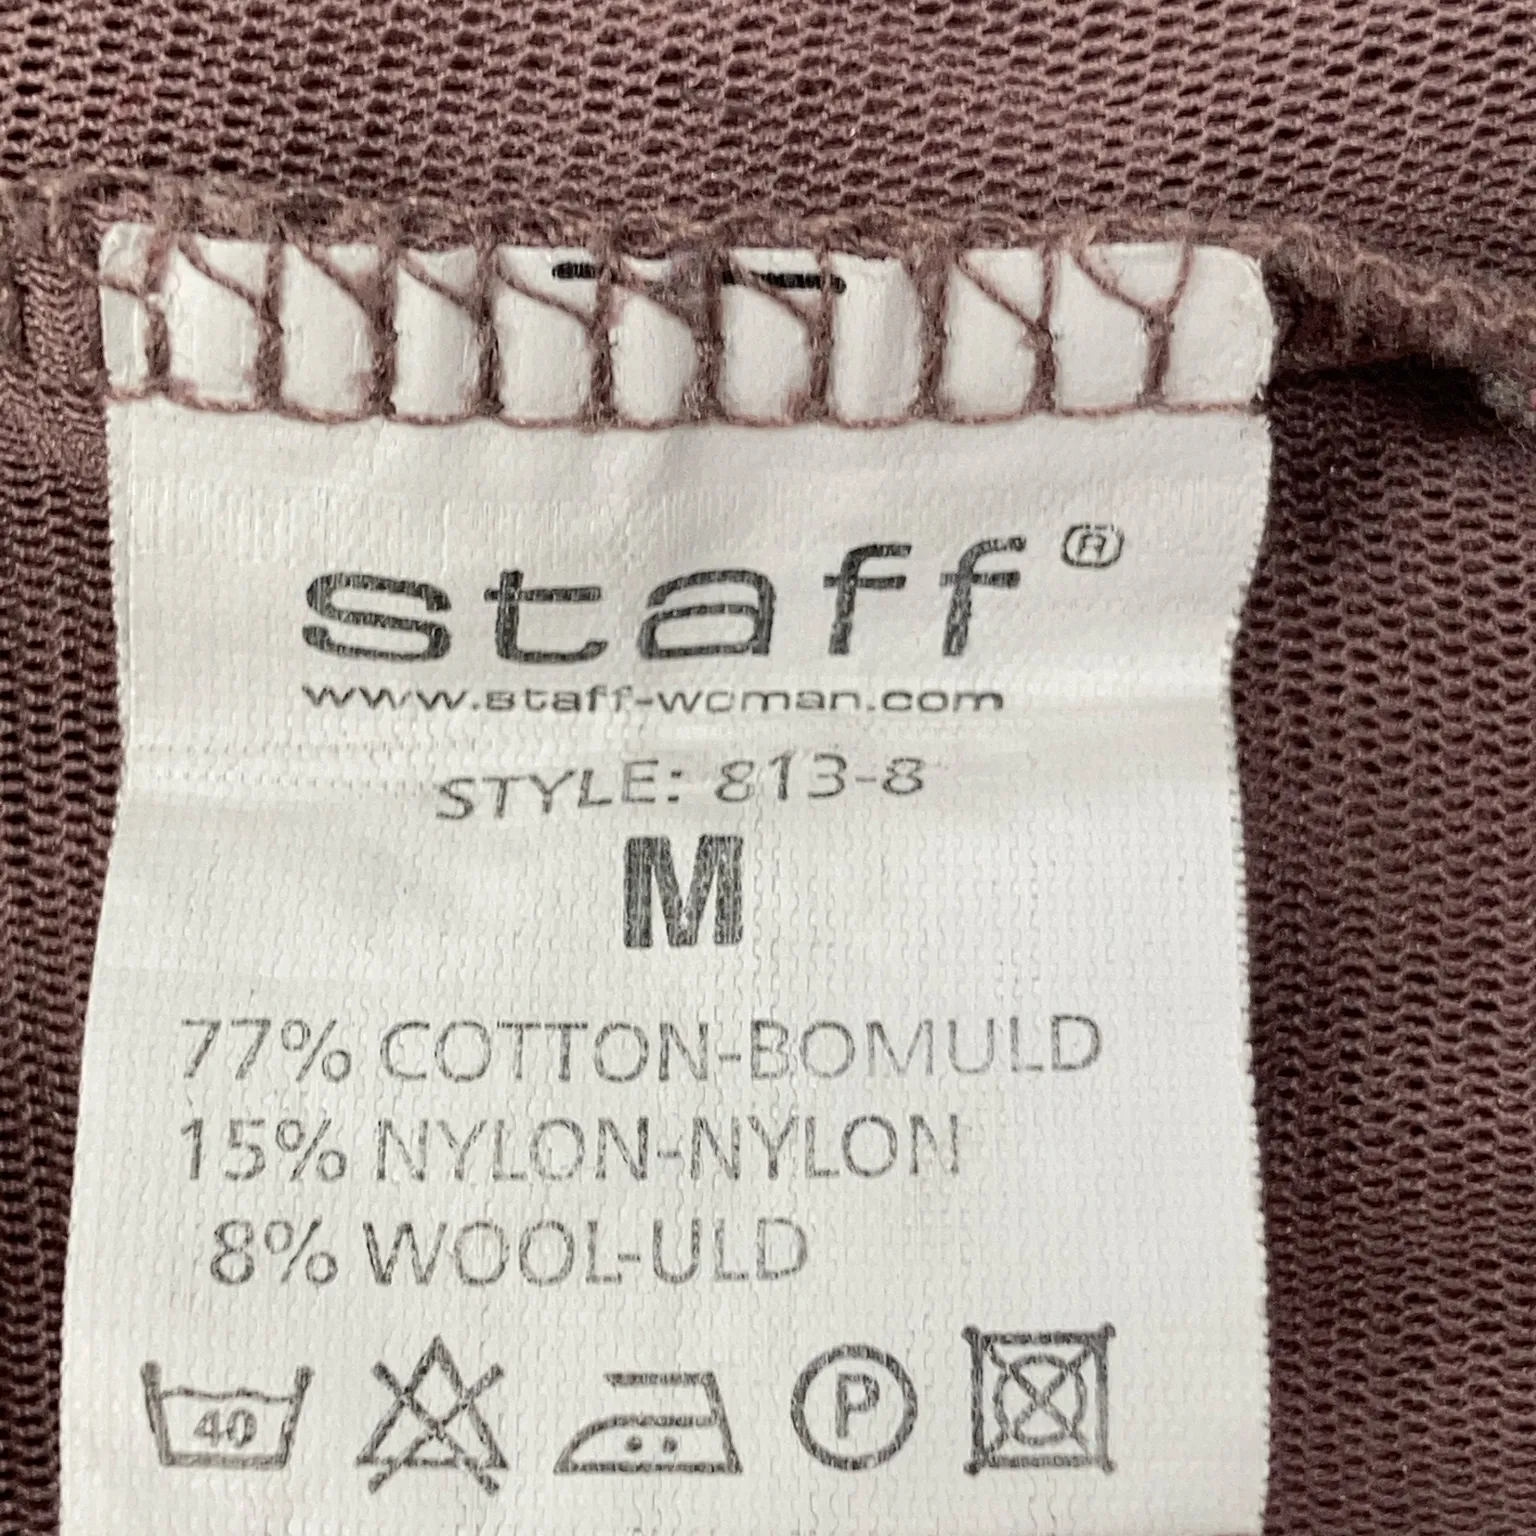 staff®
www.staff-woman.com
STYLE: 813-8
M
77% COTTON-BOMULD
15% NYLON-NYLON
8% WOOL-ULD
40 P